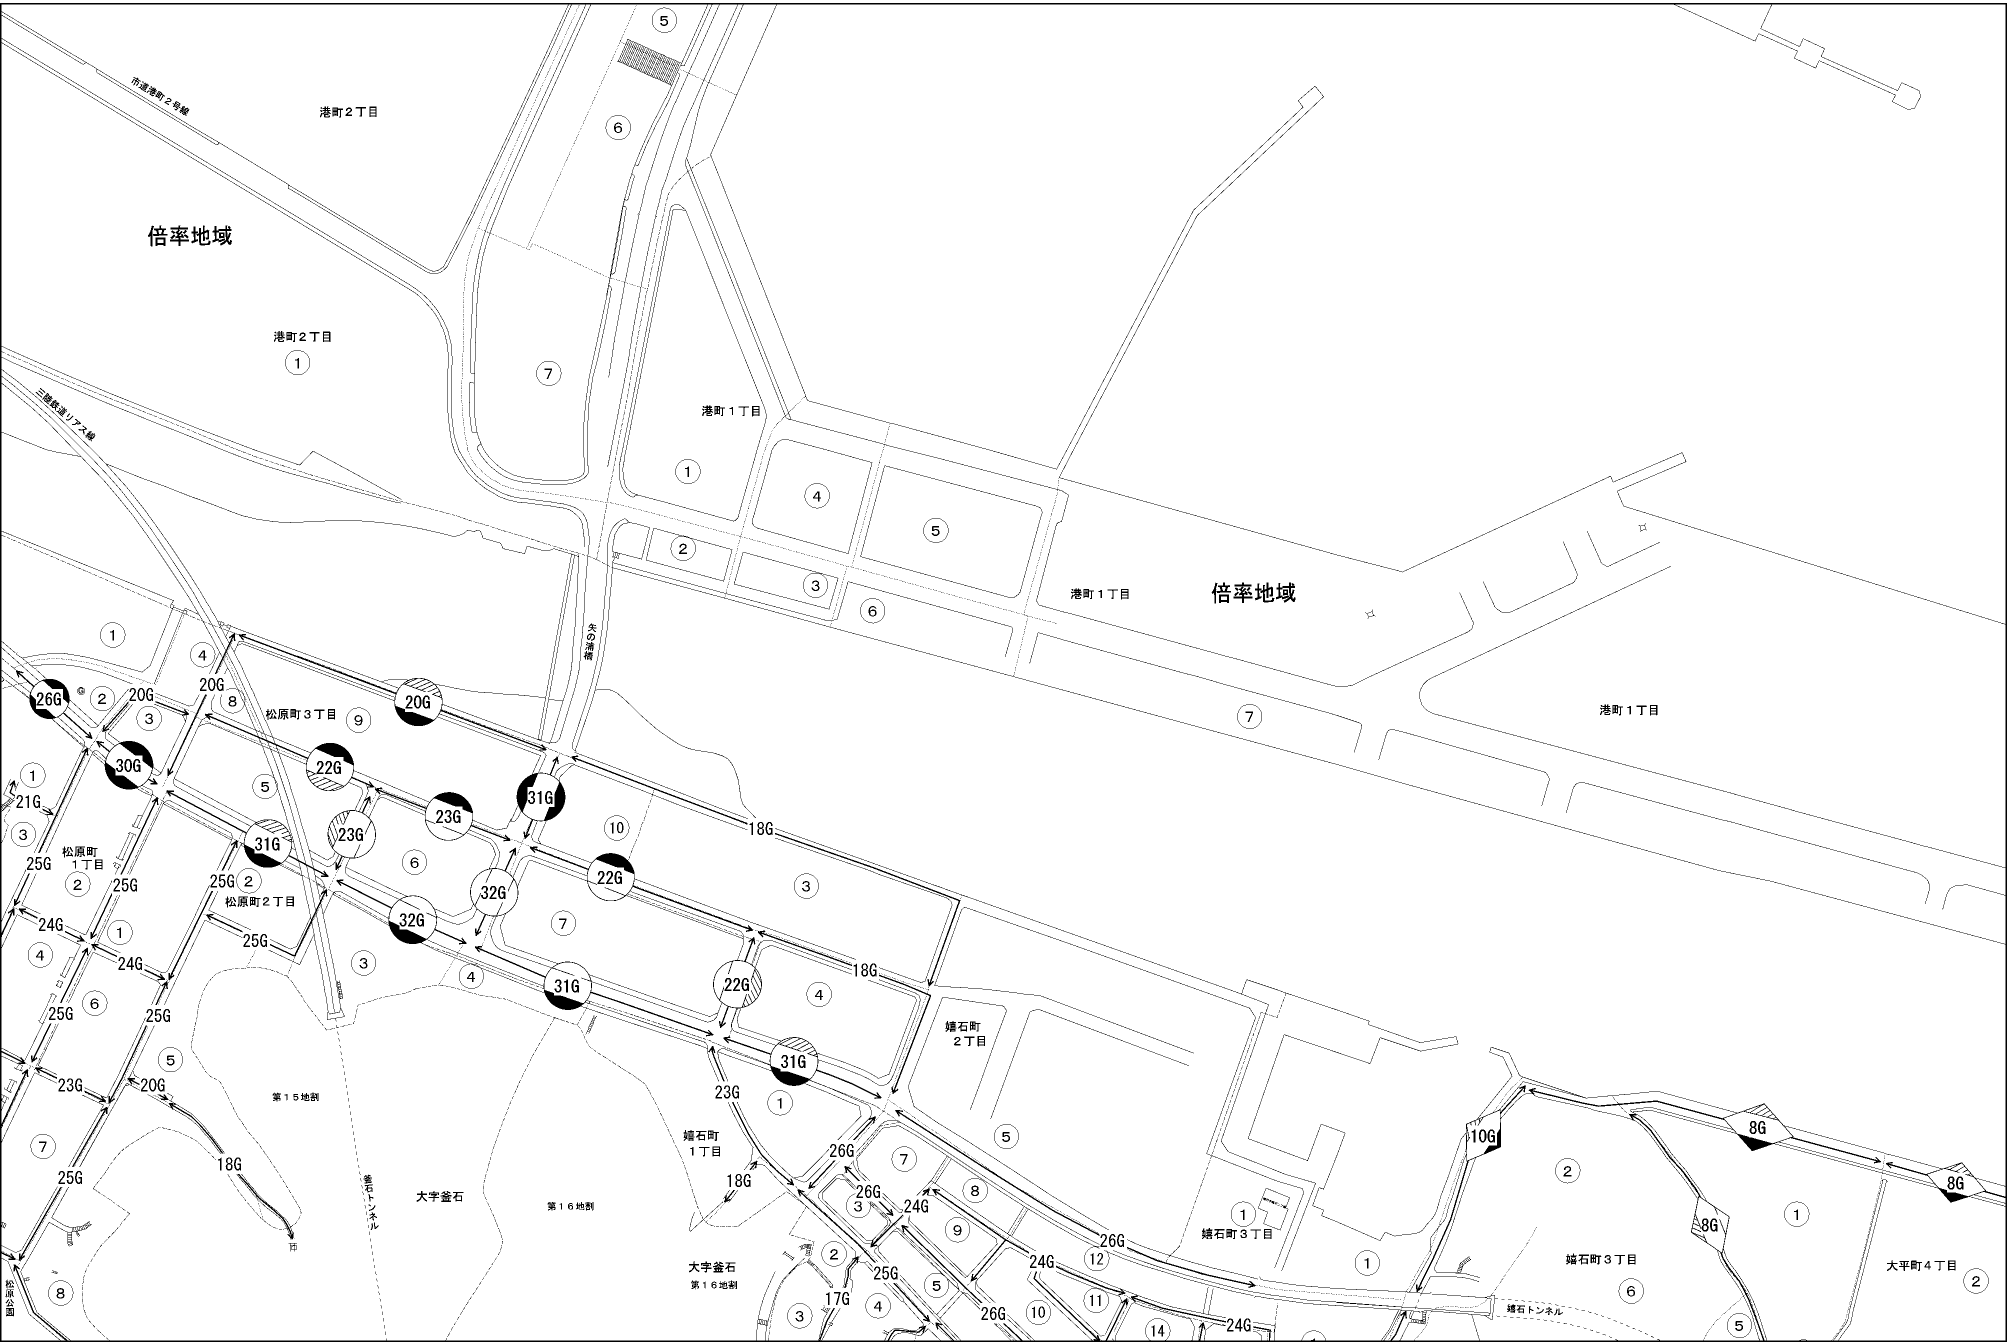 ⑤
市道港町２号線
港町２丁目
⑥
倍率地域
港町２丁目
①
⑦
三陸鉄道リアス線
港町１丁目
①
④
⑤
②
③
⑥
港町１丁目
倍率地域
矢の浦橋
①
④
20G
20G
⑧
②
③
26G
松原町３丁目
⑨
20G
⑦
港町１丁目
30G
22G
①
21G
⑤
31G
23G
⑩
18G
③
23G
31G
25G
松原町
１丁目
②
25G
25G
②
松原町２丁目
⑥
32G
32G
22G
③
24G
①
25G
④
24G
③
④
⑦
18G
31G
22G
④
⑥
25G
25G
嬉石町
２丁目
31G
⑤
23G
20G
第１５地割
23G
①
嬉石町
１丁目
⑤
⑦
25G
18G
26G
⑦
10G
8G
8G
②
18G
26G
③
24G
⑧
⑨
釜石トンネル
大字釜石
第１６地割
①
嬉石町３丁目
8G
①
26G
⑫
24G
②
25G
大字釜石
第１６地割
⑤
①
嬉石町３丁目
⑥
大平町４丁目
②
松原公園
⑧
17G
③
④
26G
⑩
⑪
嬉石トンネル
⑭
24G
①
⑤